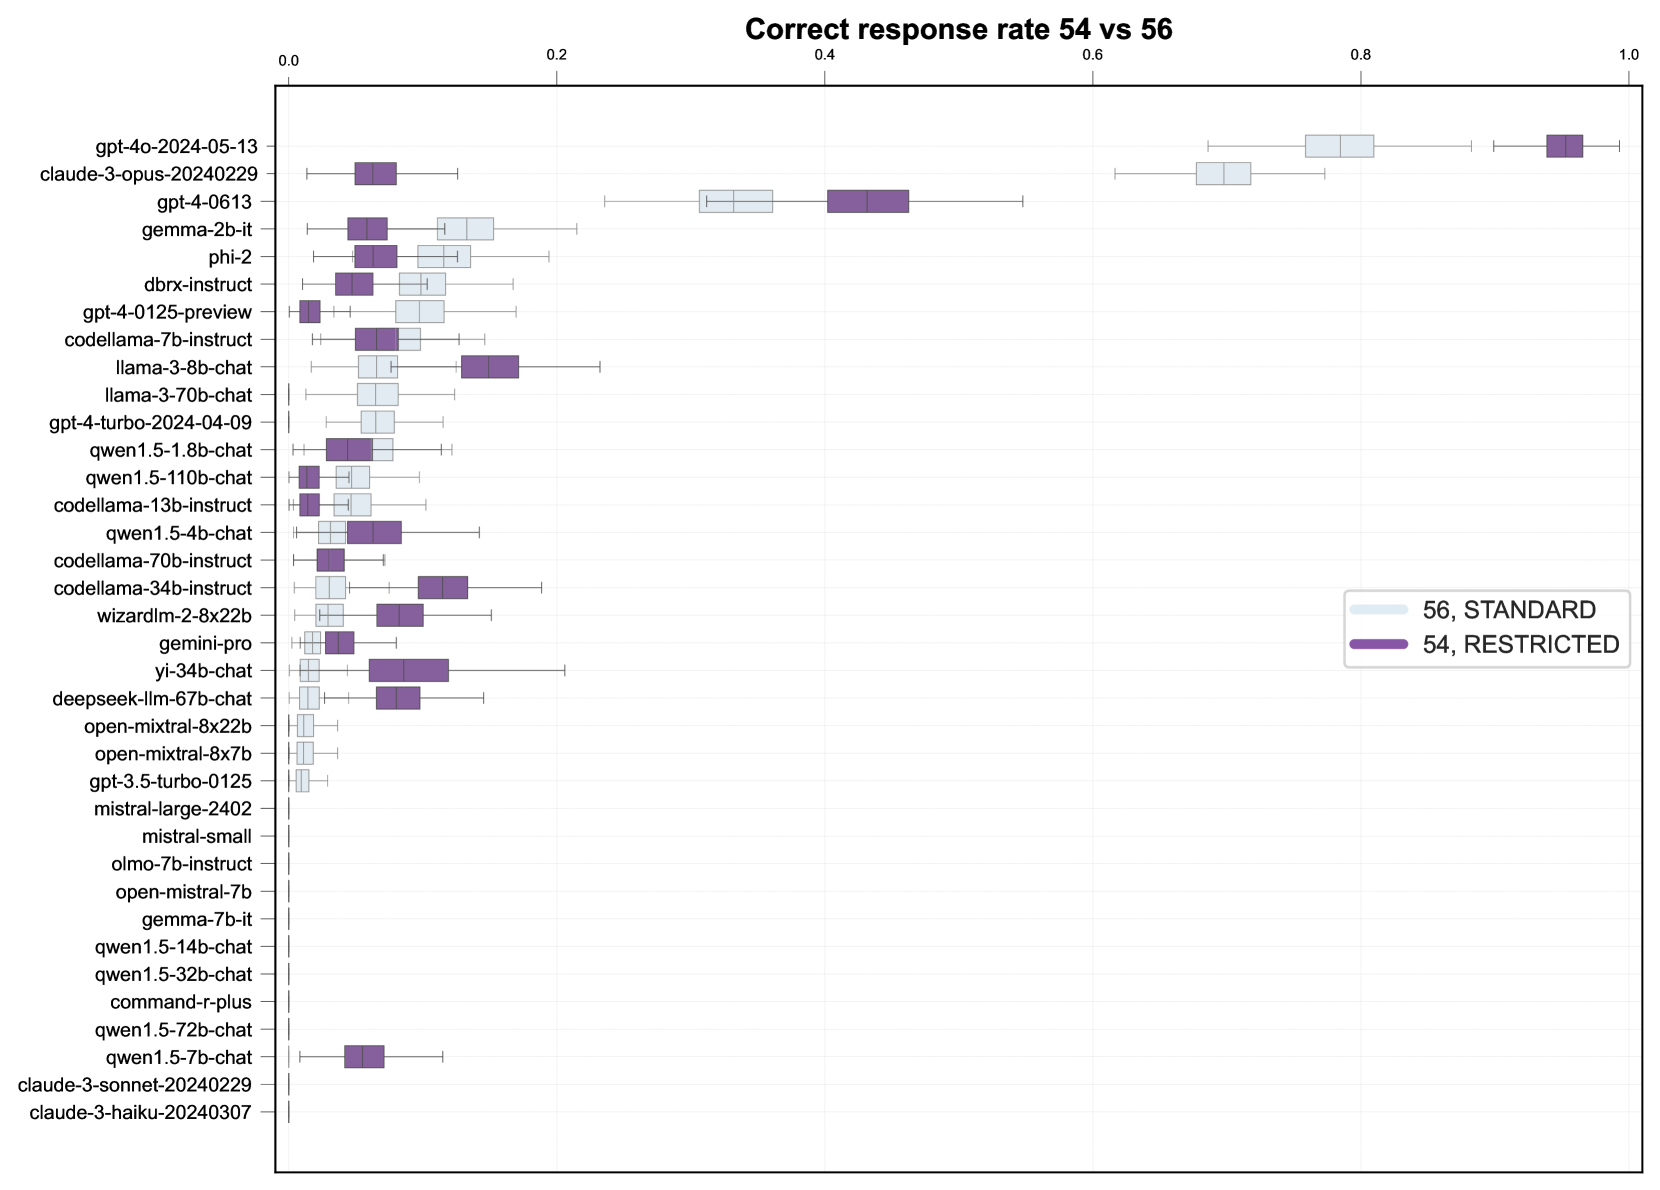 Correct response rate 54 vs 56
0.0 0.2 0.4 0.6 0.8 1.0
gpt-4o-2024-05-13
claude-3-opus-20240229
gpt-4-0613
gemma-2b-it
phi-2
dbrx-instruct
gpt-4-0125-preview
codellama-7b-instruct
llama-3-8b-chat
llama-3-70b-chat
gpt-4-turbo-2024-04-09
qwen1.5-1.8b-chat
qwen1.5-110b-chat
codellama-13b-instruct
qwen1.5-4b-chat
codellama-70b-instruct
codellama-34b-instruct
wizardlm-2-8x22b
gemini-pro
yi-34b-chat
deepseek-llm-67b-chat
open-mixtral-8x22b
open-mixtral-8x7b
gpt-3.5-turbo-0125
mistral-large-2402
mistral-small
olmo-7b-instruct
open-mistral-7b
gemma-7b-it
qwen1.5-14b-chat
qwen1.5-32b-chat
command-r-plus
qwen1.5-72b-chat
qwen1.5-7b-chat
claude-3-sonnet-20240229
claude-3-haiku-20240307
56, STANDARD
54, RESTRICTED